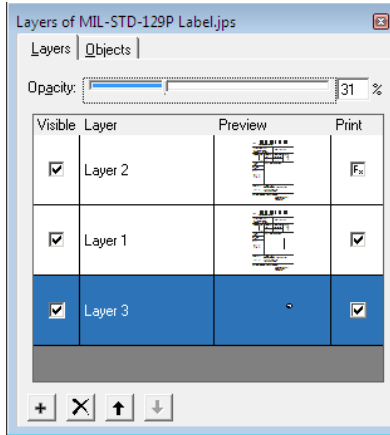 Layers of MIL-STD-129P Label.jps
Layers Objects
Opacity: 31 %
Visible Layer Preview Print
Layer 2 Fx
Layer 1
Layer 3